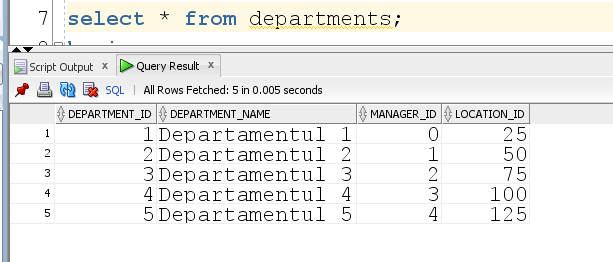 7 select * from departments;
Script Output x Query Result x
SQL | All Rows Fetched: 5 in 0.005 seconds
DEPARTMENT_ID DEPARTMENT_NAME MANAGER_ID LOCATION_ID
1 1 Departamentul 1 0 25
2 2 Departamentul 2 1 50
3 3 Departamentul 3 2 75
4 4 Departamentul 4 3 100
5 5 Departamentul 5 4 125